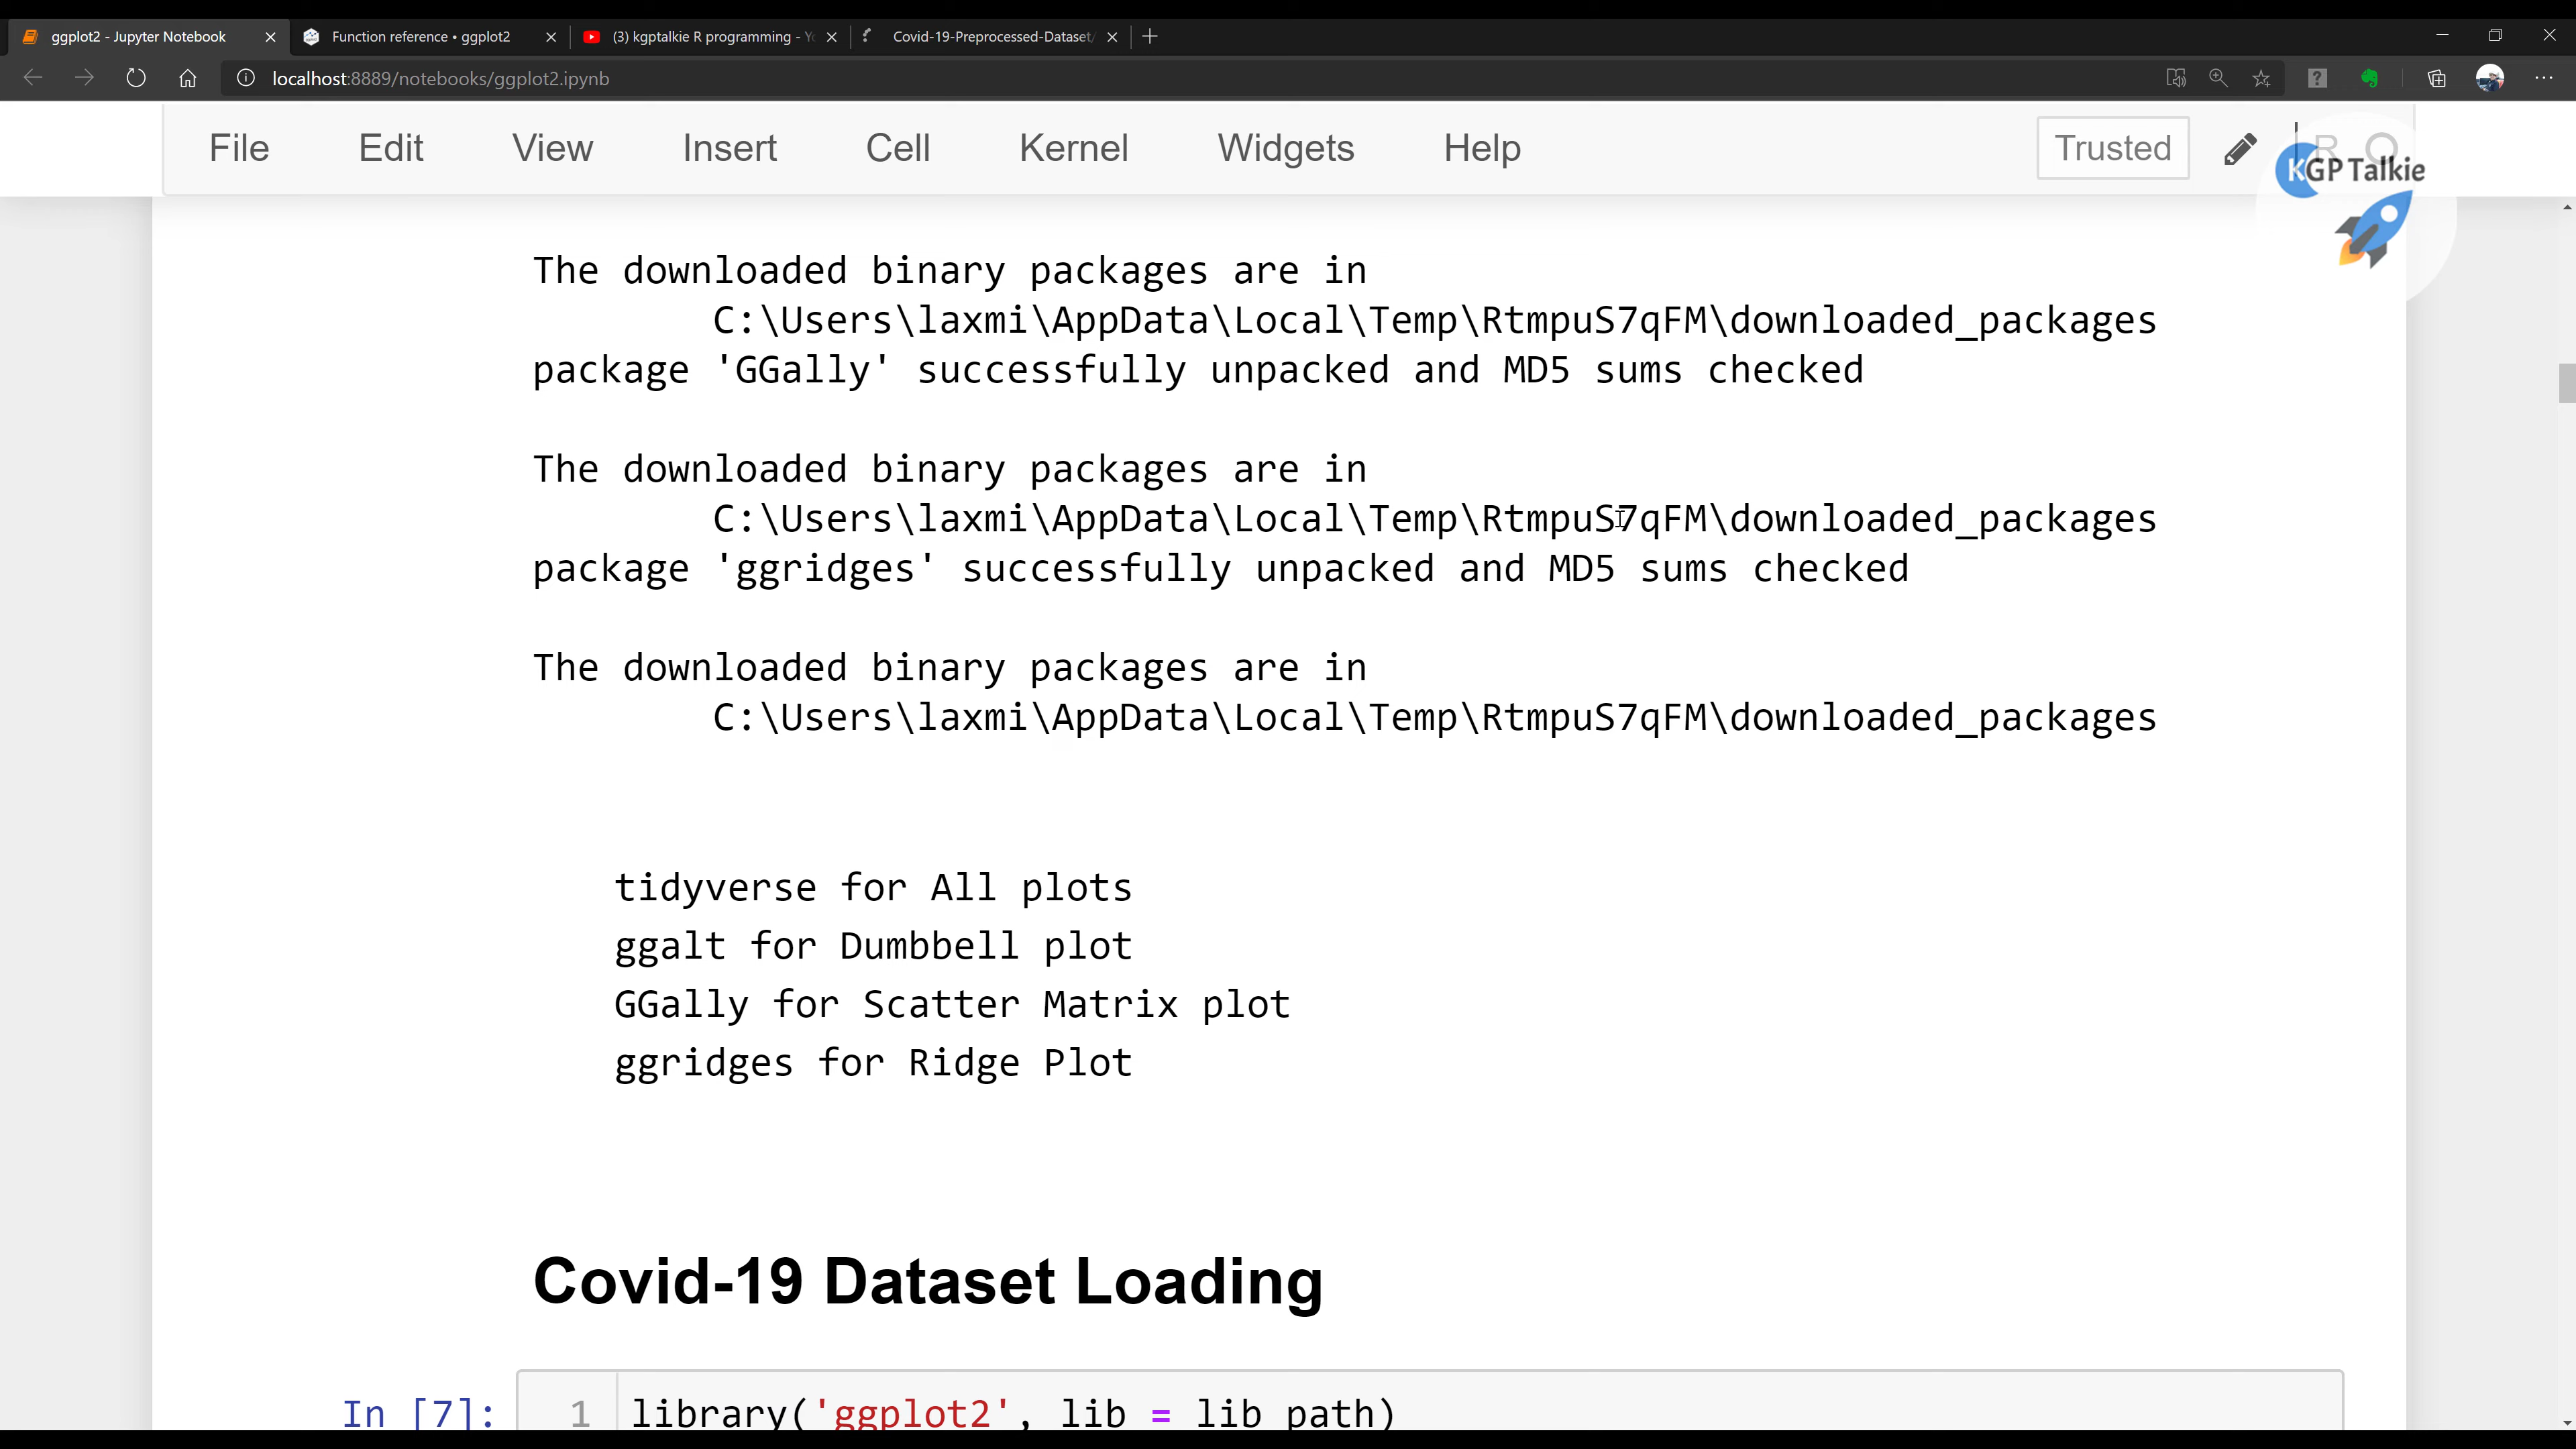 ggplot2 - Jupyter Notebook
Function reference • ggplot2
(3) kgptalkie R programming - Yo
Covid-19-Preprocessed-Dataset/
localhost:8889/notebooks/ggplot2.ipynb
File Edit View Insert Cell Kernel Widgets Help Trusted R
KGP Talkie
The downloaded binary packages are in
C:\Users\laxmi\AppData\Local\Temp\RtmpuS7qFM\downloaded_packages
package 'GGally' successfully unpacked and MD5 sums checked
The downloaded binary packages are in
C:\Users\laxmi\AppData\Local\Temp\RtmpuS7qFM\downloaded_packages
package 'ggridges' successfully unpacked and MD5 sums checked
The downloaded binary packages are in
C:\Users\laxmi\AppData\Local\Temp\RtmpuS7qFM\downloaded_packages
tidyverse for All plots
ggalt for Dumbbell plot
GGally for Scatter Matrix plot
ggridges for Ridge Plot
Covid-19 Dataset Loading
In [7]: 1 library('ggplot2', lib = lib_path)